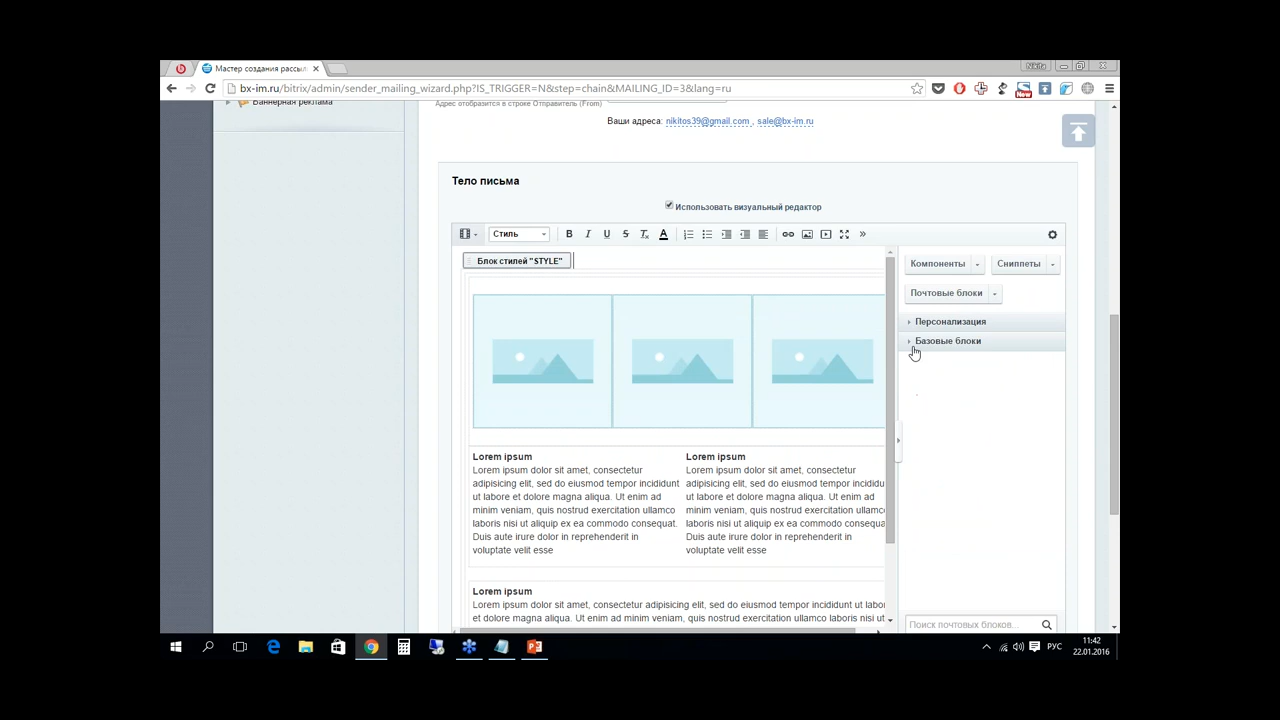 Мастер создания рассыл
Nikita
bx-im.ru/bitrix/admin/sender_mailing_wizard.php?IS_TRIGGER=N&step=chain&MAILING_ID=3&lang=ru
New
Баннерная реклама
Адрес отобразится в строке Отправитель (From)
Ваши адреса: nikitos39@gmail.com , sale@bx-im.ru
Тело письма
Использовать визуальный редактор
Стиль
B I U S Tx A
Блок стилей "STYLE"
Компоненты
Сниппеты
Почтовые блоки
Персонализация
Базовые блоки
Lorem ipsum
Lorem ipsum dolor sit amet, consectetur
adipisicing elit, sed do eiusmod tempor incididunt
ut labore et dolore magna aliqua. Ut enim ad
minim veniam, quis nostrud exercitation ullamco
laboris nisi ut aliquip ex ea commodo consequat.
Duis aute irure dolor in reprehenderit in
voluptate velit esse
Lorem ipsum
Lorem ipsum dolor sit amet, consectetur
adipisicing elit, sed do eiusmod tempor incididu
ut labore et dolore magna aliqua. Ut enim ad
minim veniam, quis nostrud exercitation ullamco
laboris nisi ut aliquip ex ea commodo consequa
Duis aute irure dolor in reprehenderit in
voluptate velit esse
Lorem ipsum
Lorem ipsum dolor sit amet, consectetur adipisicing elit, sed do eiusmod tempor incididunt ut labor
et dolore magna aliqua. Ut enim ad minim veniam, quis nostrud exercitation ullamco laboris nisi ut
Поиск почтовых блоков...
РУС
11:42
22.01.2016